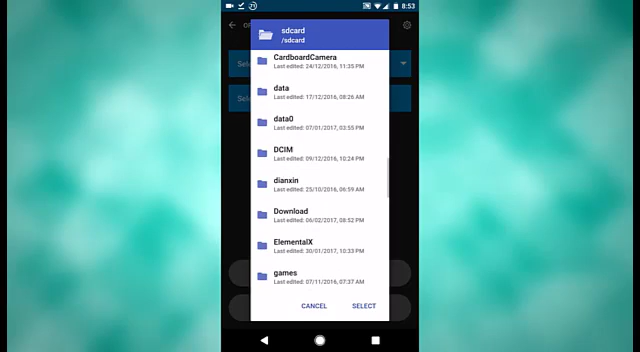 8:53
sdcard
/sdcard
CardboardCamera
Last edited: 24/12/2016, 11:35 PM
data
Last edited: 17/12/2016, 08:26 AM
data0
Last edited: 07/01/2017, 03:55 PM
DCIM
Last edited: 09/12/2016, 10:24 PM
dianxin
Last edited: 25/10/2016, 06:59 AM
Download
Last edited: 06/02/2017, 08:52 PM
ElementalX
Last edited: 30/01/2017, 10:33 PM
games
Last edited: 07/11/2016, 07:37 AM
CANCEL SELECT